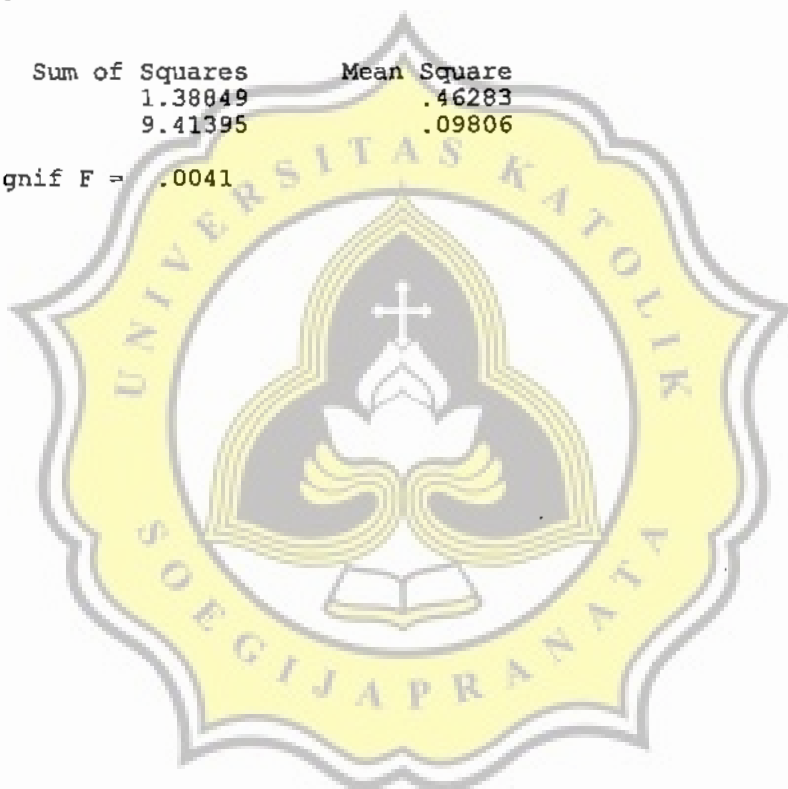 Sum of Squares Mean Square
1.38849 .46283
9.41395 .09806
gnif F = .0041
UNIVERSITAS KATOLIK
SOEGIJAPRANATA